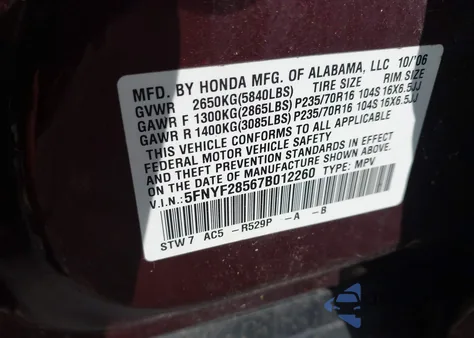 MFD. BY HONDA MFG. OF ALABAMA, LLC 10/'06
GVWR 2650KG(5840LBS) TIRE SIZE RIM SIZE
GAWR F 1300KG(2865LBS) P235/70R16 104S 16X6.5JJ
GAWR R 1400KG(3085LBS) P235/70R16 104S 16X6.5JJ
THIS VEHICLE CONFORMS TO ALL APPLICABLE
FEDERAL MOTOR VEHICLE SAFETY
AND THEFT PREVENTION STANDARDS IN EFFECT
ON THE DATE OF MANUFACTURE SHOWN ABOVE.
V.I.N.: 5FNYF28567B012260 TYPE: MPV
STW7 AC5 -R529P -A -B